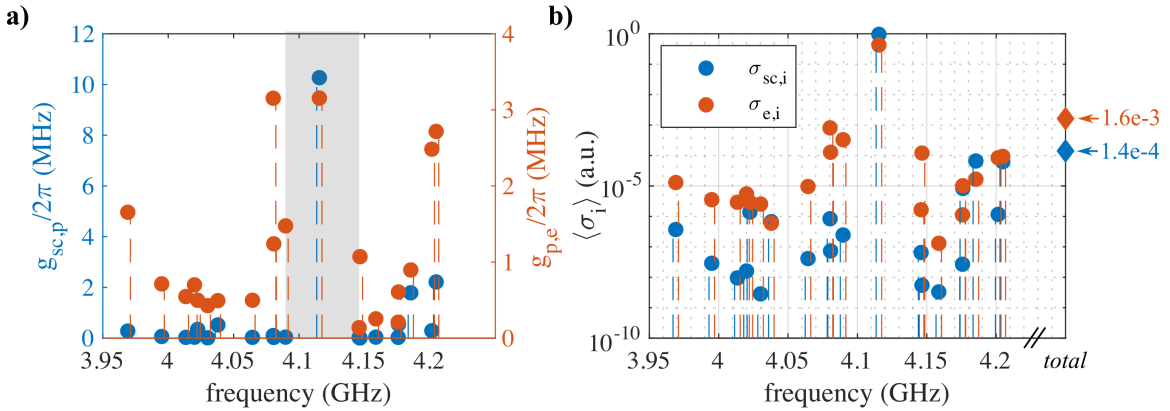 a)
12
10
8
6
4
2
0
g_sc,p/2π (MHz)
4
3
2
1
0
g_p,e/2π (MHz)
3.95 4 4.05 4.1 4.15 4.2
frequency (GHz)
b)
10^0
10^-5
10^-10
⟨σ_i⟩ (a.u.)
σ_sc,i
σ_e,i
1.6e-3
1.4e-4
3.95 4 4.05 4.1 4.15 4.2 // total
frequency (GHz)